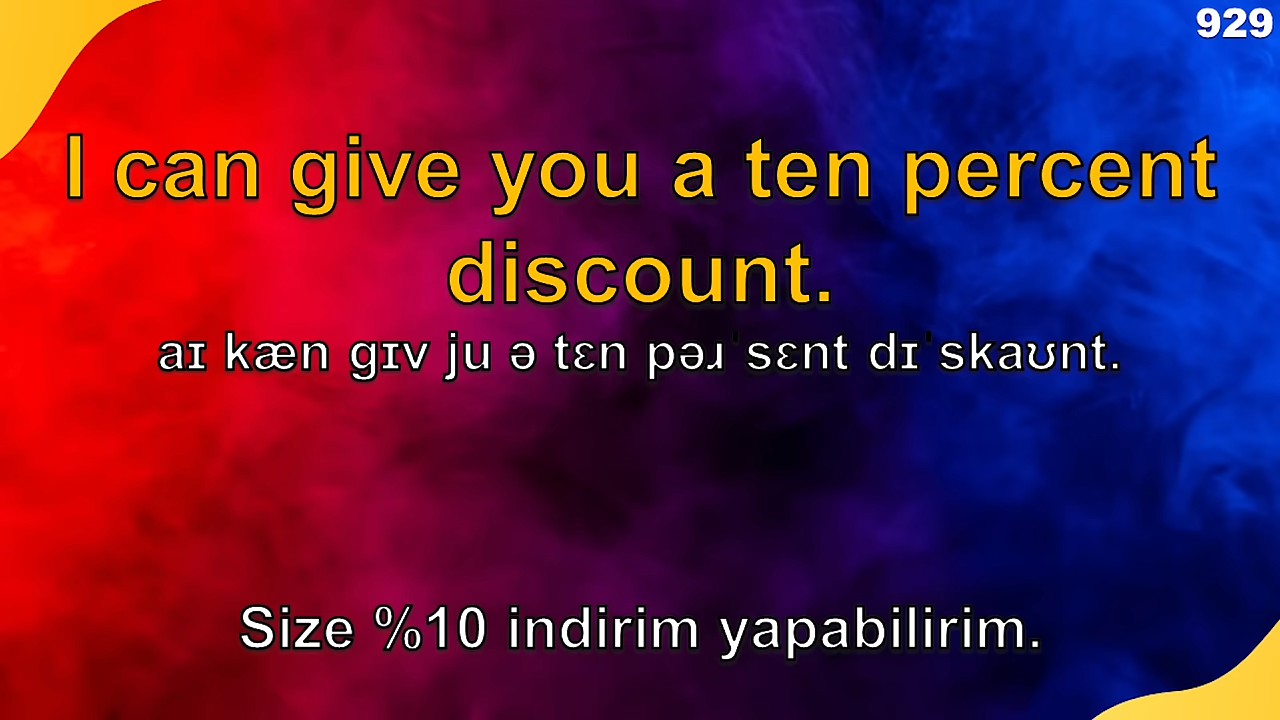 929
I can give you a ten percent
discount.
aɪ kæn gɪv ju ə tɛn pəɹˈsɛnt dɪˈskaʊnt.
Size %10 indirim yapabilirim.